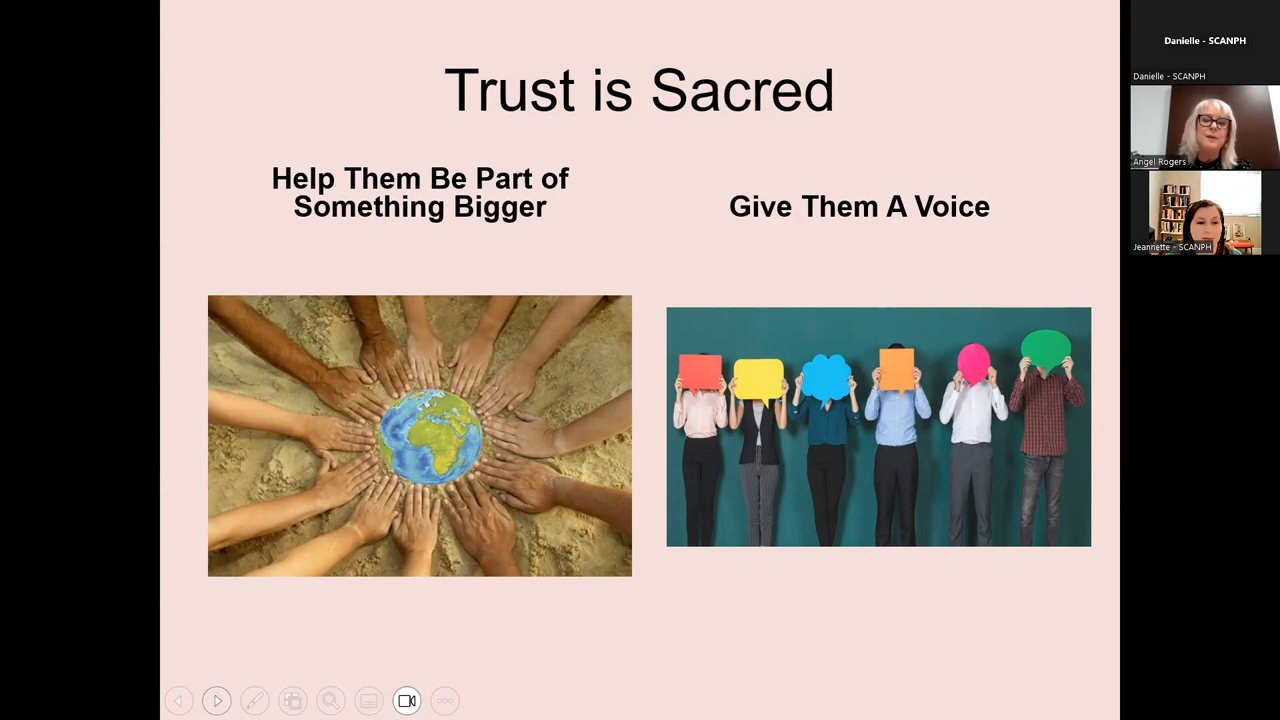 Trust is Sacred
Help Them Be Part of
Something Bigger
Give Them A Voice
Danielle - SCANPH
Danielle - SCANPH
Angel Rogers
Jeannette - SCANPH